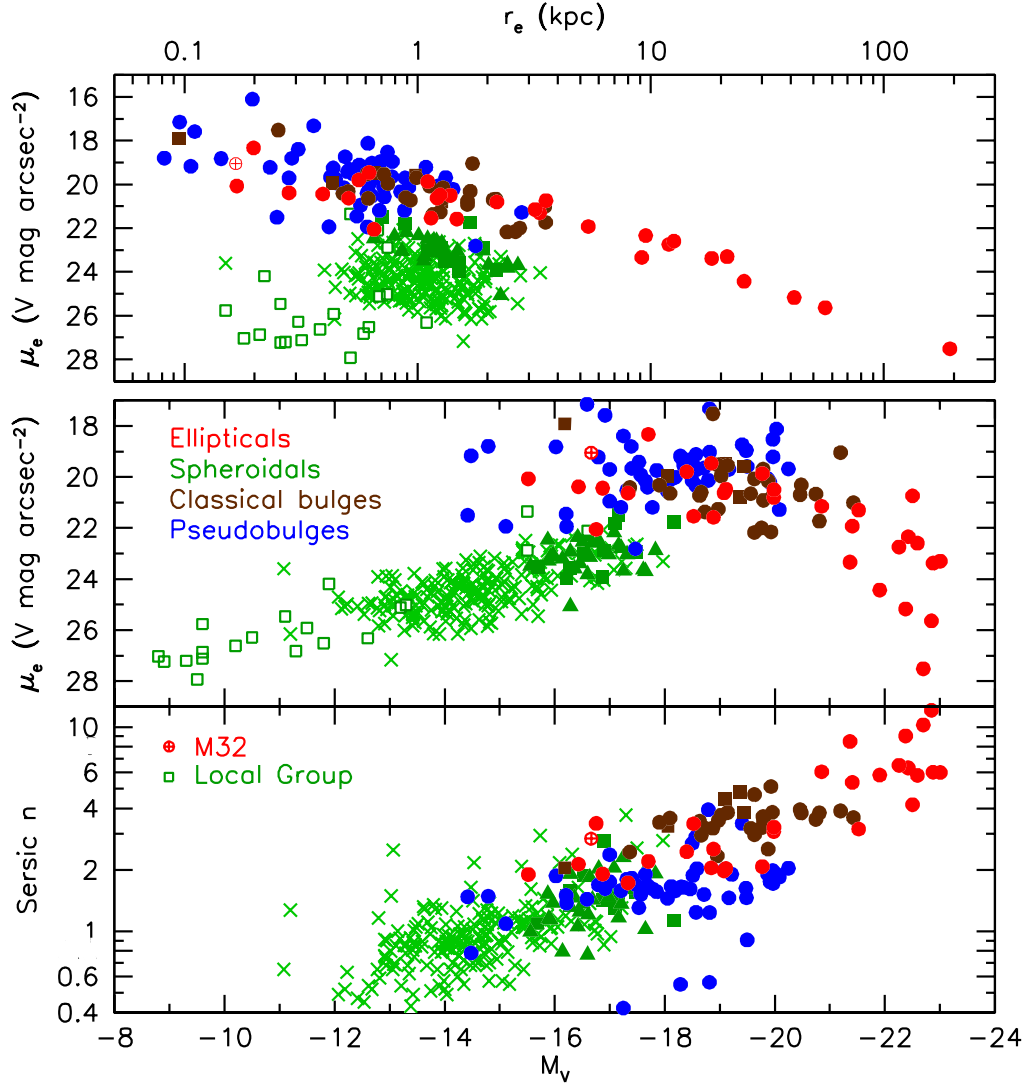 r_e (kpc)
0.1 1 10 100
16
18
20
22
24
26
28
μ_e (V mag arcsec⁻²)
18
20
22
24
26
28
μ_e (V mag arcsec⁻²)
Ellipticals
Spheroidals
Classical bulges
Pseudobulges
10
6
4
2
1
0.6
0.4
Sersic n
M32
Local Group
-8 -10 -12 -14 -16 -18 -20 -22 -24
M_V